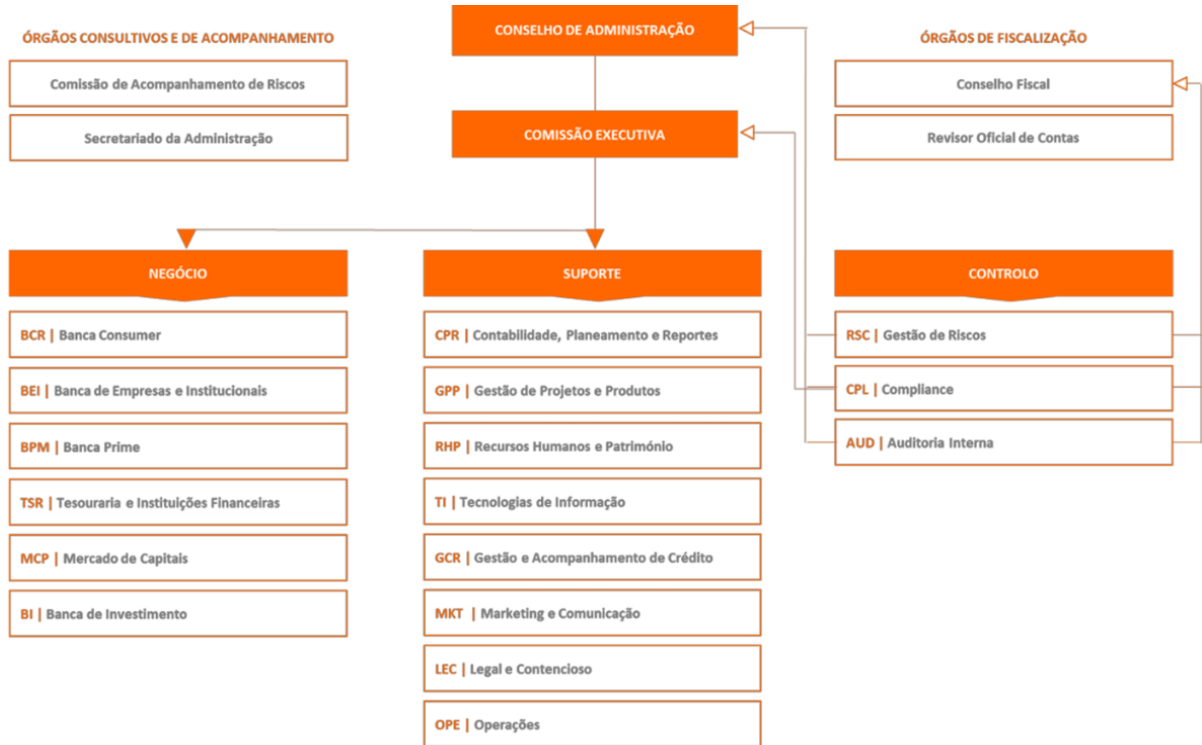 ÓRGÃOS CONSULTIVOS E DE ACOMPANHAMENTO
Comissão de Acompanhamento de Riscos
Secretariado da Administração
CONSELHO DE ADMINISTRAÇÃO
COMISSÃO EXECUTIVA
ÓRGÃOS DE FISCALIZAÇÃO
Conselho Fiscal
Revisor Oficial de Contas
NEGÓCIO
BCR | Banca Consumer
BEI | Banca de Empresas e Institucionais
BPM | Banca Prime
TSR | Tesouraria e Instituições Financeiras
MCP | Mercado de Capitais
BI | Banca de Investimento
SUPORTE
CPR | Contabilidade, Planeamento e Reportes
GPP | Gestão de Projetos e Produtos
RHP | Recursos Humanos e Património
TI | Tecnologias de Informação
GCR | Gestão e Acompanhamento de Crédito
MKT | Marketing e Comunicação
LEC | Legal e Contencioso
OPE | Operações
CONTROLO
RSC | Gestão de Riscos
CPL | Compliance
AUD | Auditoria Interna